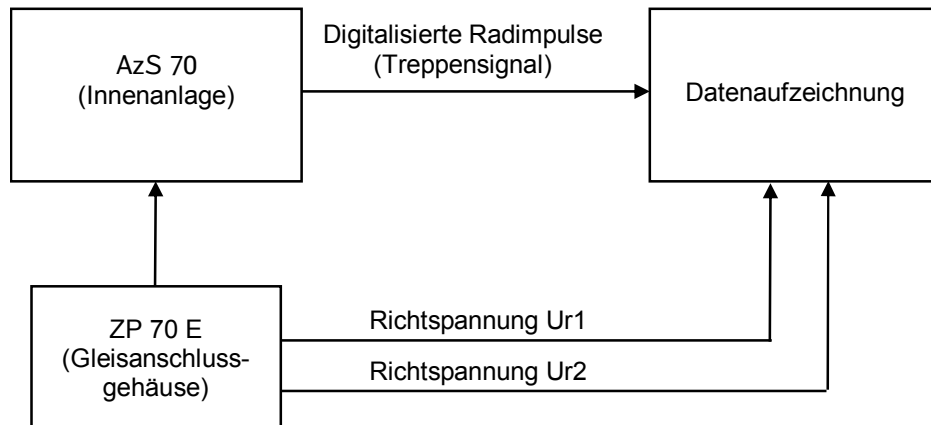 AzS 70
(Innenanlage)
Digitalisierte Radimpulse
(Treppensignal)
Datenaufzeichnung
ZP 70 E
(Gleisanschluss-
gehäuse)
Richtspannung Ur1
Richtspannung Ur2